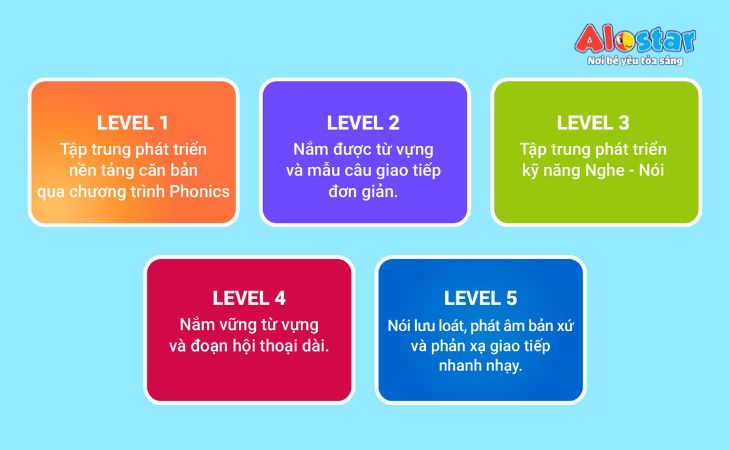 Alostar
Nơi bé yêu tỏa sáng
LEVEL 1
Tập trung phát triển
nền tảng căn bản
qua chương trình Phonics
LEVEL 2
Nắm được từ vựng
và mẫu câu giao tiếp
đơn giản.
LEVEL 3
Tập trung phát triển
kỹ năng Nghe - Nói
LEVEL 4
Nắm vững từ vựng
và đoạn hội thoại dài.
LEVEL 5
Nói lưu loát, phát âm bản xứ
và phản xạ giao tiếp
nhanh nhạy.